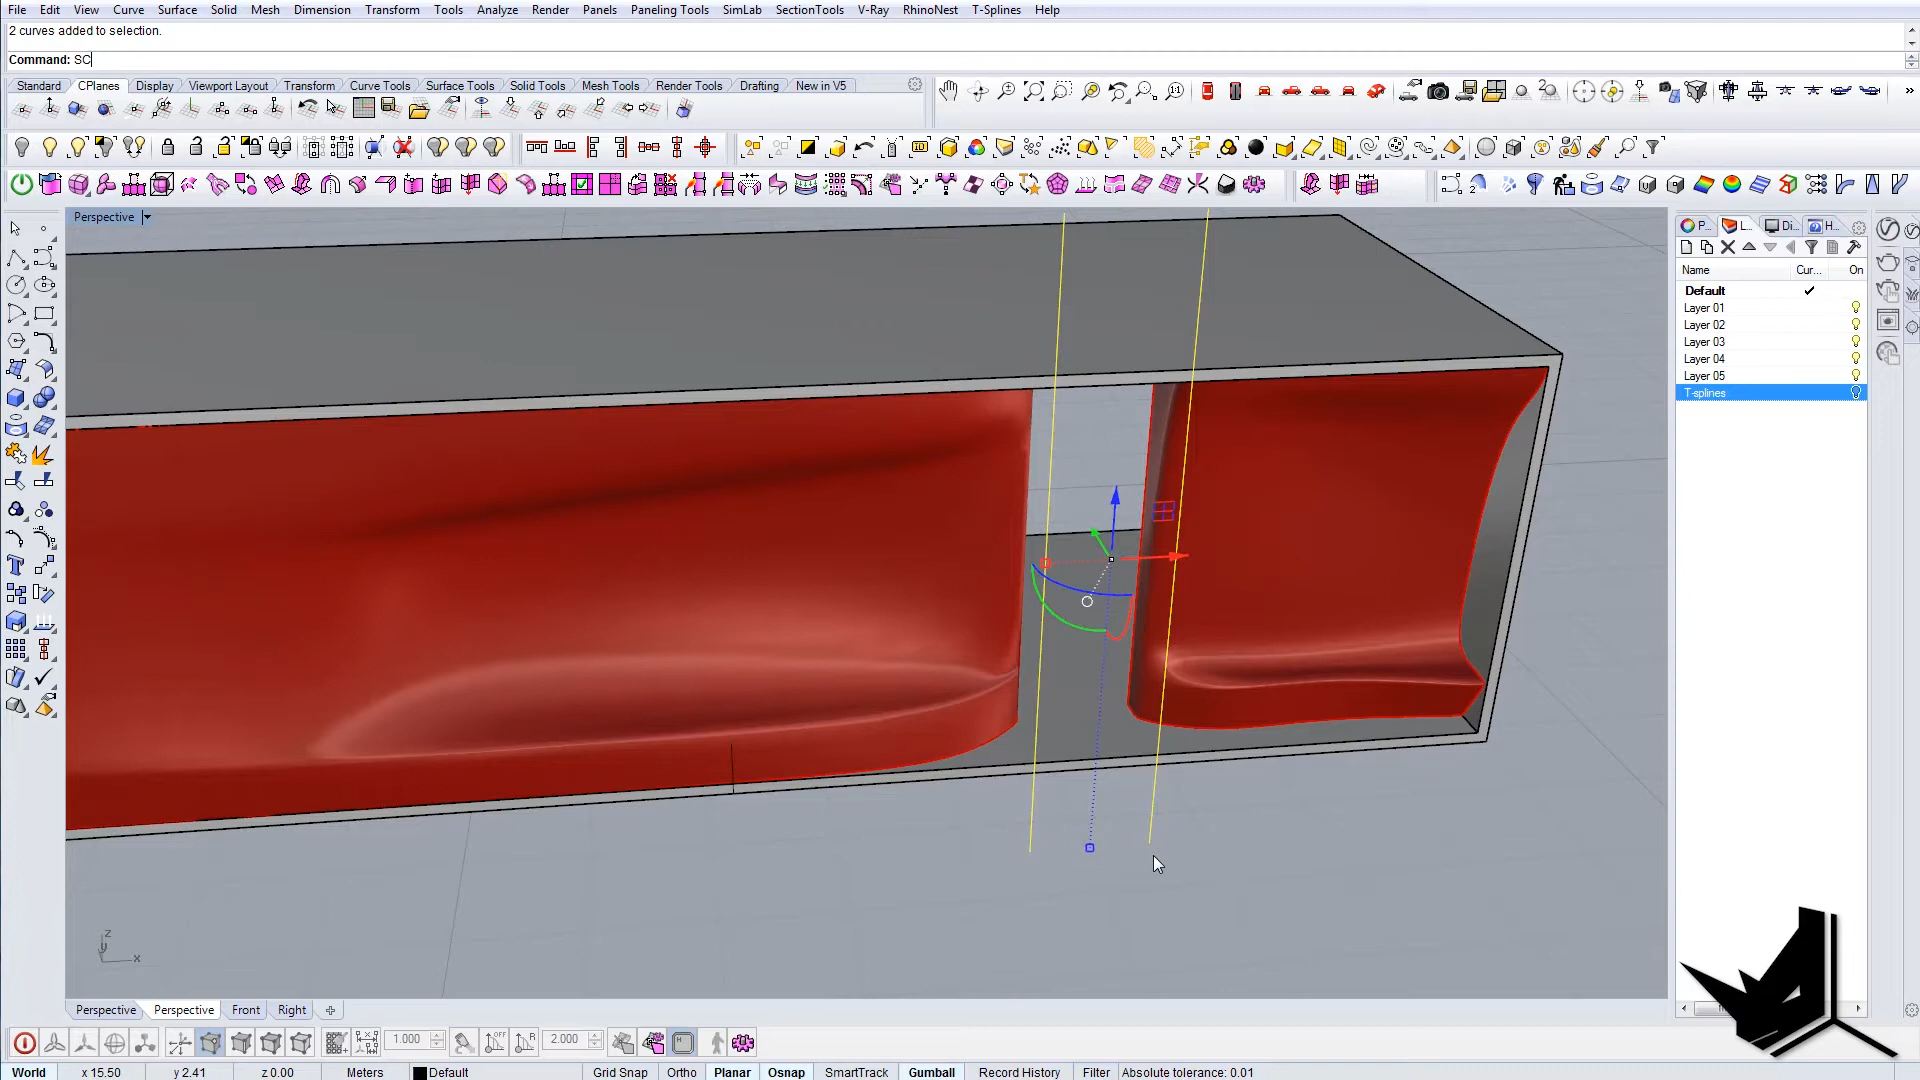 File Edit View Curve Surface Solid Mesh Dimension Transform Tools Analyze Render Panels Paneling Tools SimLab SectionTools V-Ray RhinoNest T-Splines Help
2 curves added to selection.
Command: SC
Standard CPlanes Display Viewport Layout Transform Curve Tools Surface Tools Solid Tools Mesh Tools Render Tools Drafting New in V5
Perspective
P... L... Di... H...
Name Cur... On
Default
Layer 01
Layer 02
Layer 03
Layer 04
Layer 05
T-splines
z
y
x
Perspective Perspective Front Right
1.000 2.000
World x 15.50 y 2.41 z 0.00 Meters Default Grid Snap Ortho Planar Osnap SmartTrack Gumball Record History Filter Absolute tolerance: 0.01